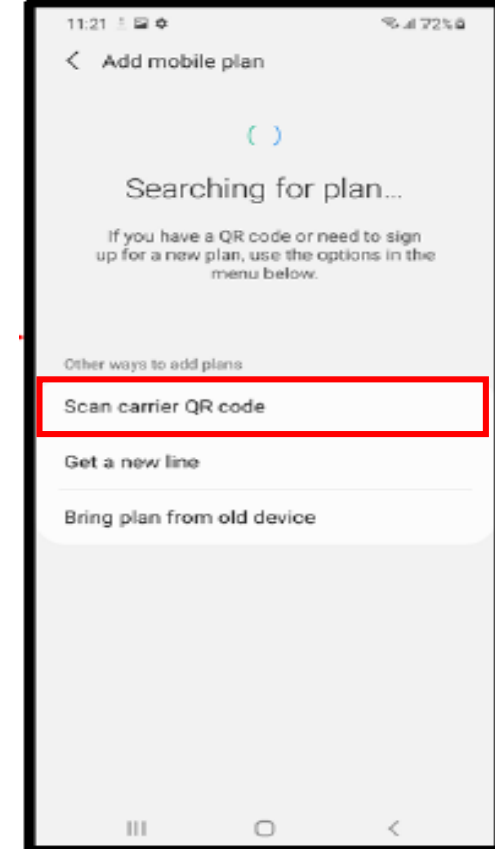 11:21 72%
Add mobile plan
Searching for plan...
If you have a QR code or need to sign
up for a new plan, use the options in the
menu below.
Other ways to add plans
Scan carrier QR code
Get a new line
Bring plan from old device